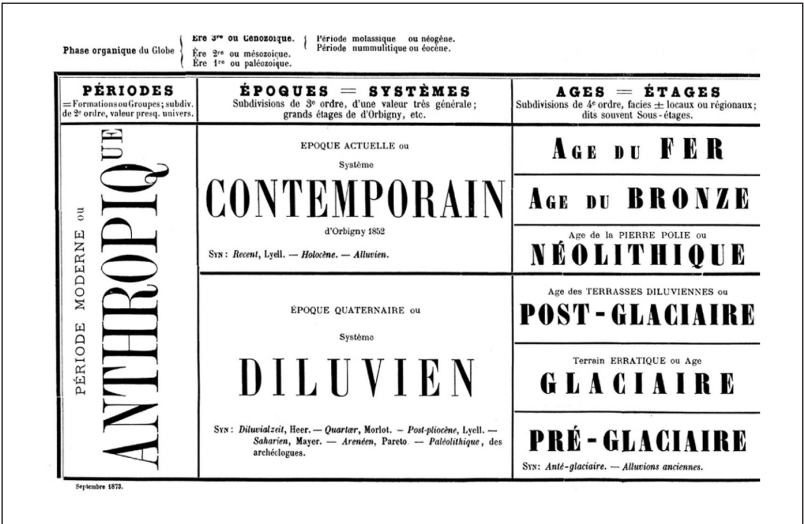 Phase organique du Globe
Ère 3re ou Cénozoïque.
Ère 2re ou mésozoïque.
Ère 1re ou paléozoïque.
Période molassique ou néogène.
Période nummulitique ou éocène.
PÉRIODES
= Formations ou Groupes; subdiv.
de 2e ordre, valeur presq. univers.
ÉPOQUES = SYSTÈMES
Subdivisions de 3e ordre, d'une valeur très générale;
grands étages de d'Orbigny, etc.
AGES = ÉTAGES
Subdivisions de 4e ordre, facies ± locaux ou régionaux;
dits souvent Sous-étages.
PÉRIODE MODERNE ou
ANTHROPIQUE
EPOQUE ACTUELLE ou
Système
CONTEMPORAIN
d'Orbigny 1852
SYN: Recent, Lyell. — Holocène. — Alluvien.
AGE DU FER
AGE DU BRONZE
Age de la PIERRE POLIE ou
NÉOLITHIQUE
ÉPOQUE QUATERNAIRE ou
Système
DILUVIEN
SYN: Diluvialzeit, Heer. — Quartær, Morlot. — Post-pliocène, Lyell. —
Saharien, Mayer. — Arenéen, Pareto — Paléolithique, des
archéologues.
Age des TERRASSES DILUVIENNES ou
POST-GLACIAIRE
Terrain ERRATIQUE ou Age
GLACIAIRE
PRÉ-GLACIAIRE
SYN: Anté-glaciaire. — Alluvions anciennes.
Septembre 1873.